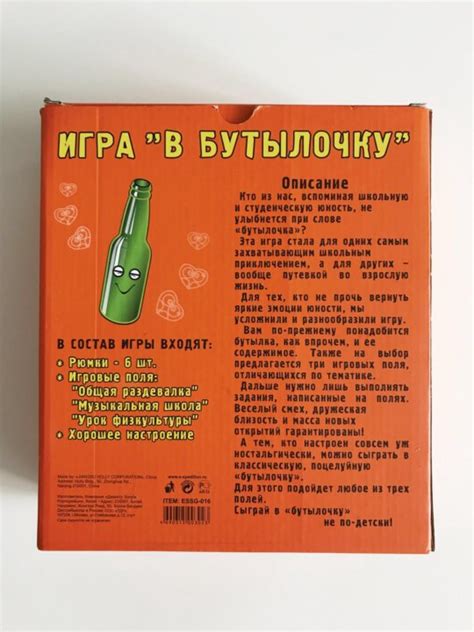 ИГРА "В БУТЫЛОЧКУ"
Описание
Кто из нас, вспоминая школьную
и студенческую юность, не
улыбнется при слове
«бутылочка»?
Эта игра стала для одних самым
захватывающим школьным
приключением, а для других –
вообще путевкой во взрослую
жизнь.
Для тех, кто не прочь вернуть
яркие эмоции юности, мы
усложнили и разнообразили игру.
Вам по-прежнему понадобится
бутылка, как впрочем, и ее
содержимое. Также на выбор
предлагается три игровых поля,
отличающихся по тематике.
Дальше нужно лишь выполнять
задания, написанные на полях.
Веселый смех, дружеская
близость и масса новых
открытий гарантированы!
А тем, кто настроен совсем уж
ностальгически, можно сыграть в
классическую, поцелуйную
«бутылочку».
Для этого подойдет любое из трех
полей.
Сыграй в "бутылочку"
не по-детски!
В СОСТАВ ИГРЫ ВХОДЯТ:
Рюмки - 6 шт.
Игровые поля:
"Общая раздевалка"
"Музыкальная школа"
"Урок физкультуры"
Хорошее настроение
ITEM: ESSG-016